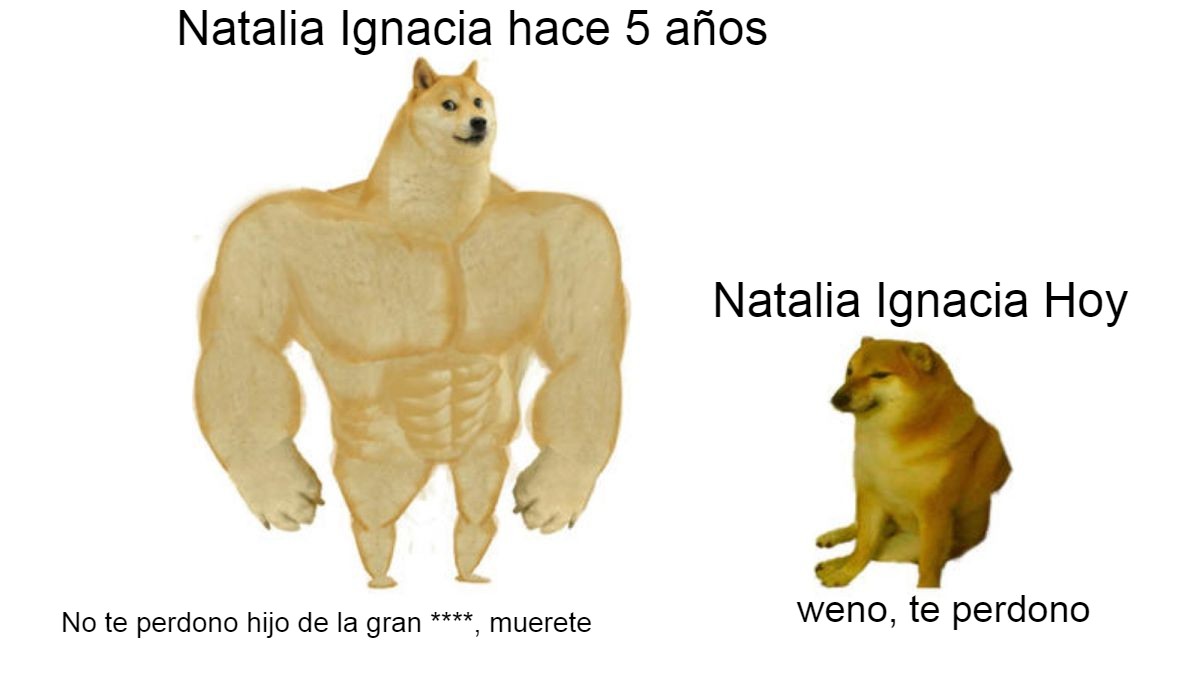 Natalia Ignacia hace 5 años
Natalia Ignacia Hoy
No te perdono hijo de la gran ****, muerete
weno, te perdono